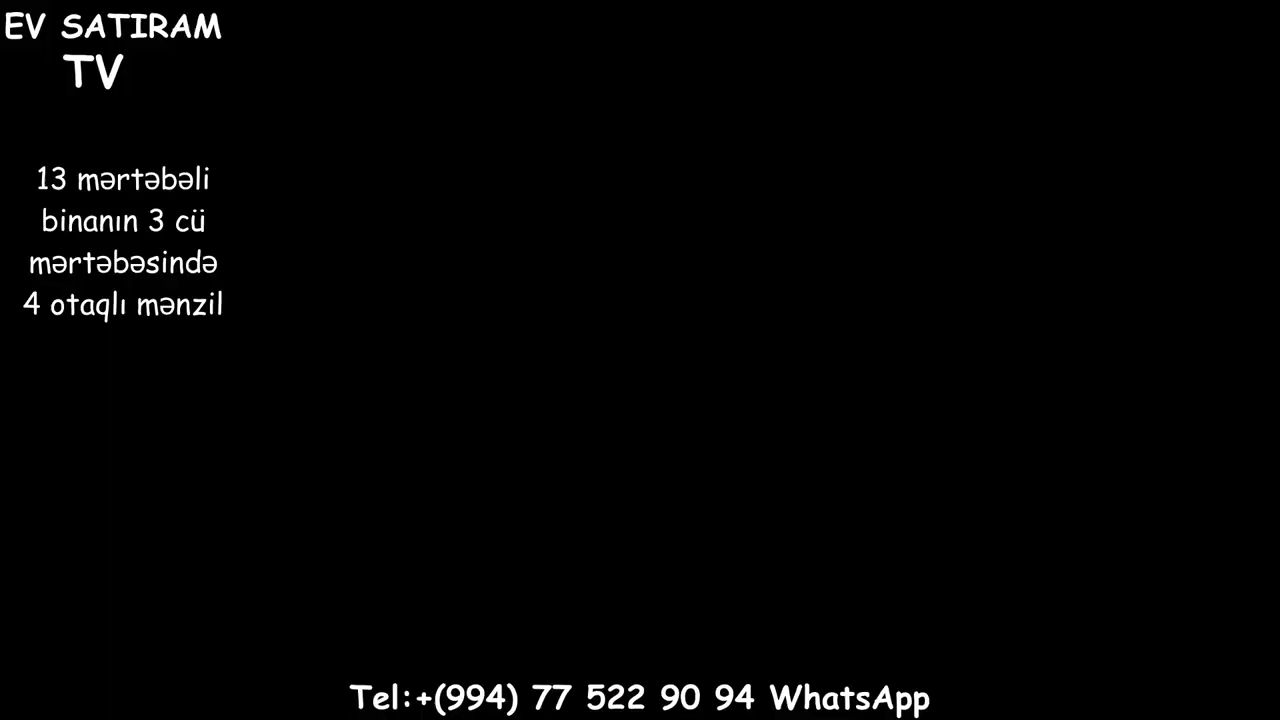 EV SATIRAM
TV
13 mərtəbəli
binanın 3 cü
mərtəbəsində
4 otaqlı mənzil
Tel:+(994) 77 522 90 94 WhatsApp